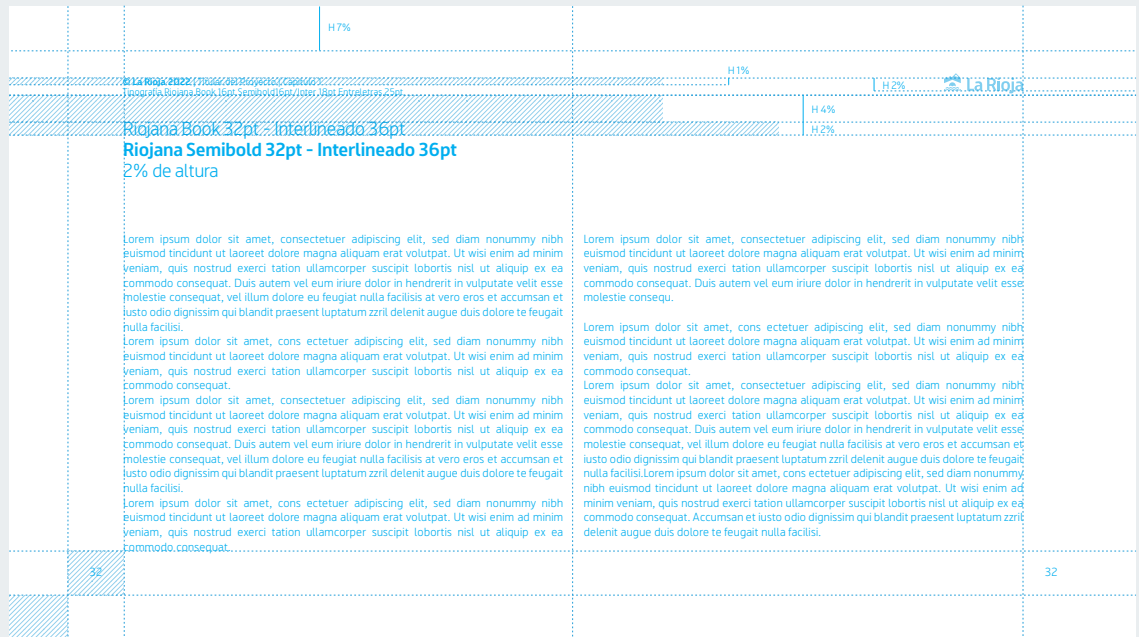 H 7%
H 1%
© La Rioja 2022 | Titular del Proyecto | Capítulo 1
Tipografía Riojana Book 16pt Semibold16pt/Inter 18pt Entreletras 25pt
H 2%
La Rioja
H 4%
H 2%
Riojana Book 32pt - Interlineado 36pt
Riojana Semibold 32pt - Interlineado 36pt
2% de altura
Lorem ipsum dolor sit amet, consectetuer adipiscing elit, sed diam nonummy nibh
euismod tincidunt ut laoreet dolore magna aliquam erat volutpat. Ut wisi enim ad minim
veniam, quis nostrud exerci tation ullamcorper suscipit lobortis nisl ut aliquip ex ea
commodo consequat. Duis autem vel eum iriure dolor in hendrerit in vulputate velit esse
molestie consequat, vel illum dolore eu feugiat nulla facilisis at vero eros et accumsan et
iusto odio dignissim qui blandit praesent luptatum zzril delenit augue duis dolore te feugait
nulla facilisi.
Lorem ipsum dolor sit amet, cons ectetuer adipiscing elit, sed diam nonummy nibh
euismod tincidunt ut laoreet dolore magna aliquam erat volutpat. Ut wisi enim ad minim
veniam, quis nostrud exerci tation ullamcorper suscipit lobortis nisl ut aliquip ex ea
commodo consequat.
Lorem ipsum dolor sit amet, consectetuer adipiscing elit, sed diam nonummy nibh
euismod tincidunt ut laoreet dolore magna aliquam erat volutpat. Ut wisi enim ad minim
veniam, quis nostrud exerci tation ullamcorper suscipit lobortis nisl ut aliquip ex ea
commodo consequat. Duis autem vel eum iriure dolor in hendrerit in vulputate velit esse
molestie consequat, vel illum dolore eu feugiat nulla facilisis at vero eros et accumsan et
iusto odio dignissim qui blandit praesent luptatum zzril delenit augue duis dolore te feugait
nulla facilisi.
Lorem ipsum dolor sit amet, cons ectetuer adipiscing elit, sed diam nonummy nibh
euismod tincidunt ut laoreet dolore magna aliquam erat volutpat. Ut wisi enim ad minim
veniam, quis nostrud exerci tation ullamcorper suscipit lobortis nisl ut aliquip ex ea
commodo consequat.
Lorem ipsum dolor sit amet, consectetuer adipiscing elit, sed diam nonummy nibh
euismod tincidunt ut laoreet dolore magna aliquam erat volutpat. Ut wisi enim ad minim
veniam, quis nostrud exerci tation ullamcorper suscipit lobortis nisl ut aliquip ex ea
commodo consequat. Duis autem vel eum iriure dolor in hendrerit in vulputate velit esse
molestie consequ.
Lorem ipsum dolor sit amet, cons ectetuer adipiscing elit, sed diam nonummy nibh
euismod tincidunt ut laoreet dolore magna aliquam erat volutpat. Ut wisi enim ad minim
veniam, quis nostrud exerci tation ullamcorper suscipit lobortis nisl ut aliquip ex ea
commodo consequat.
Lorem ipsum dolor sit amet, consectetuer adipiscing elit, sed diam nonummy nibh
euismod tincidunt ut laoreet dolore magna aliquam erat volutpat. Ut wisi enim ad minim
veniam, quis nostrud exerci tation ullamcorper suscipit lobortis nisl ut aliquip ex ea
commodo consequat. Duis autem vel eum iriure dolor in hendrerit in vulputate velit esse
molestie consequat, vel illum dolore eu feugiat nulla facilisis at vero eros et accumsan et
iusto odio dignissim qui blandit praesent luptatum zzril delenit augue duis dolore te feugait
nulla facilisi.Lorem ipsum dolor sit amet, cons ectetuer adipiscing elit, sed diam nonummy
nibh euismod tincidunt ut laoreet dolore magna aliquam erat volutpat. Ut wisi enim ad
minim veniam, quis nostrud exerci tation ullamcorper suscipit lobortis nisl ut aliquip ex ea
commodo consequat. Accumsan et iusto odio dignissim qui blandit praesent luptatum zzril
delenit augue duis dolore te feugait nulla facilisi.
32
32